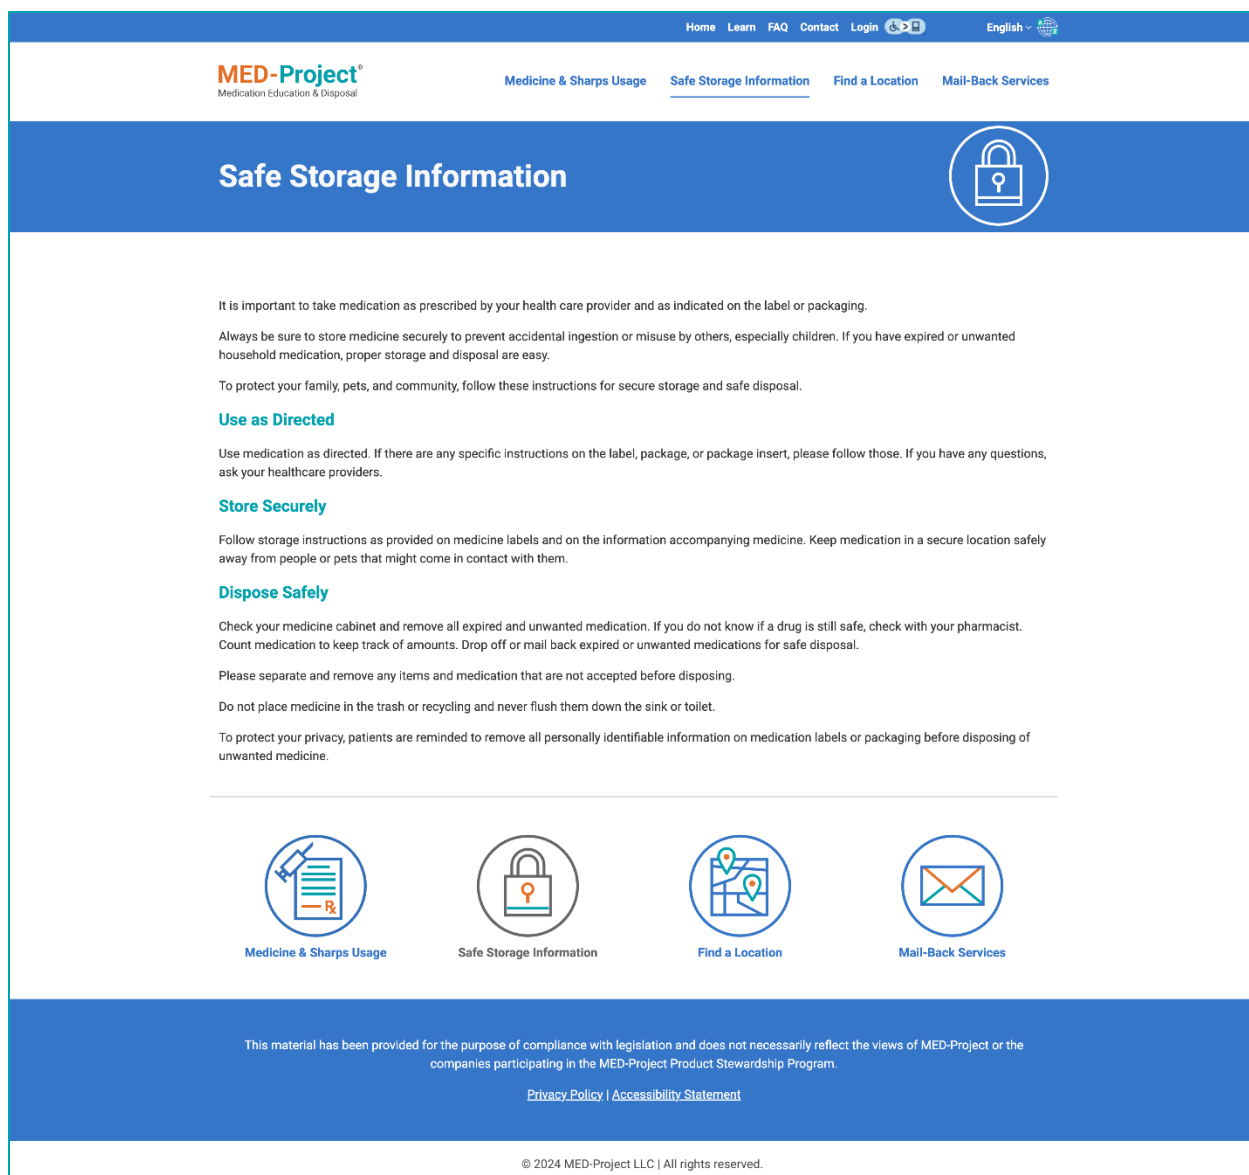 Home Learn FAQ Contact Login English
MED-Project®
Medication Education & Disposal
Medicine & Sharps Usage Safe Storage Information Find a Location Mail-Back Services
Safe Storage Information
It is important to take medication as prescribed by your health care provider and as indicated on the label or packaging.
Always be sure to store medicine securely to prevent accidental ingestion or misuse by others, especially children. If you have expired or unwanted
household medication, proper storage and disposal are easy.
To protect your family, pets, and community, follow these instructions for secure storage and safe disposal.
Use as Directed
Use medication as directed. If there are any specific instructions on the label, package, or package insert, please follow those. If you have any questions,
ask your healthcare providers.
Store Securely
Follow storage instructions as provided on medicine labels and on the information accompanying medicine. Keep medication in a secure location safely
away from people or pets that might come in contact with them.
Dispose Safely
Check your medicine cabinet and remove all expired and unwanted medication. If you do not know if a drug is still safe, check with your pharmacist.
Count medication to keep track of amounts. Drop off or mail back expired or unwanted medications for safe disposal.
Please separate and remove any items and medication that are not accepted before disposing.
Do not place medicine in the trash or recycling and never flush them down the sink or toilet.
To protect your privacy, patients are reminded to remove all personally identifiable information on medication labels or packaging before disposing of
unwanted medicine.
Rx
Medicine & Sharps Usage Safe Storage Information Find a Location Mail-Back Services
This material has been provided for the purpose of compliance with legislation and does not necessarily reflect the views of MED-Project or the
companies participating in the MED-Project Product Stewardship Program.
Privacy Policy | Accessibility Statement
© 2024 MED-Project LLC | All rights reserved.